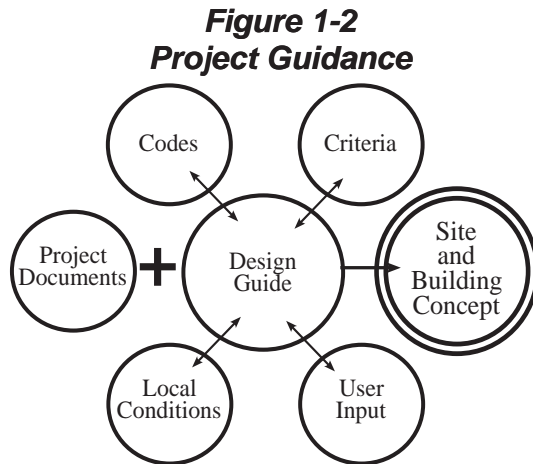 Figure 1-2
Project Guidance
Codes
Criteria
Project
Documents
+
Design
Guide
Site
and
Building
Concept
Local
Conditions
User
Input